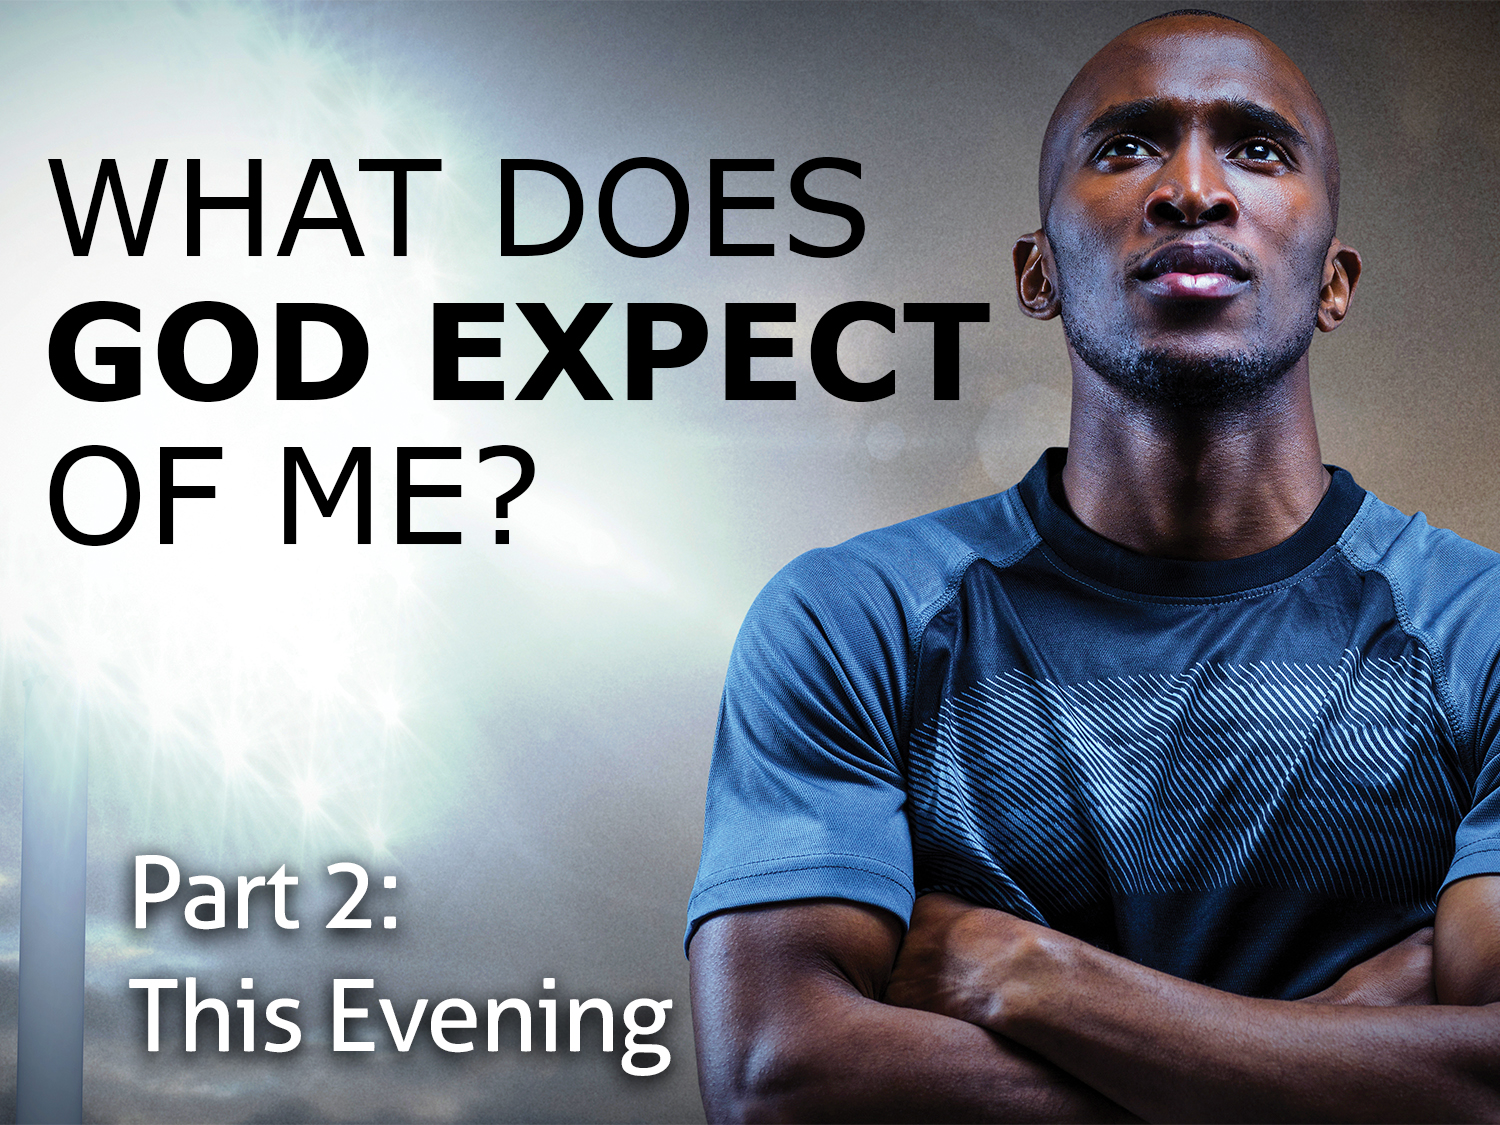 WHAT DOES
GOD EXPECT
OF ME?
Part 2:
This Evening